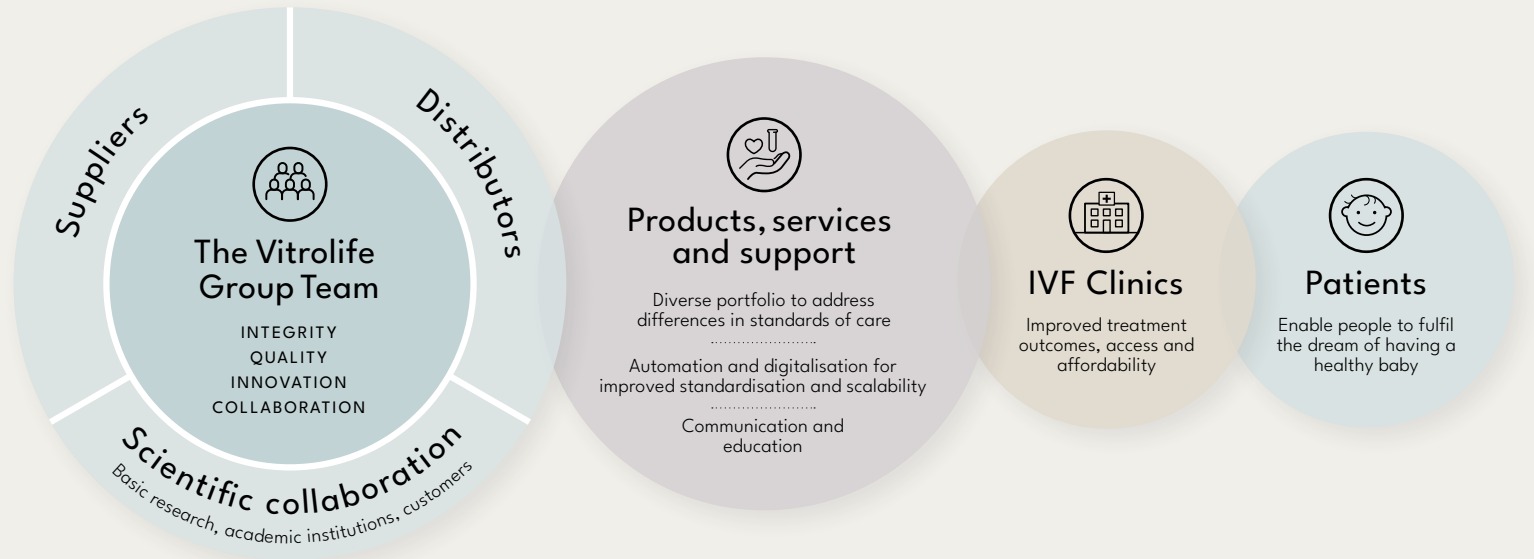 Suppliers
Distributors
The Vitrolife
Group Team
INTEGRITY
QUALITY
INNOVATION
COLLABORATION
Scientific collaboration
Basic research, academic institutions, customers
Products, services
and support
Diverse portfolio to address
differences in standards of care
Automation and digitalisation for
improved standardisation and scalability
Communication and
education
IVF Clinics
Improved treatment
outcomes, access and
affordability
Patients
Enable people to fulfil
the dream of having a
healthy baby